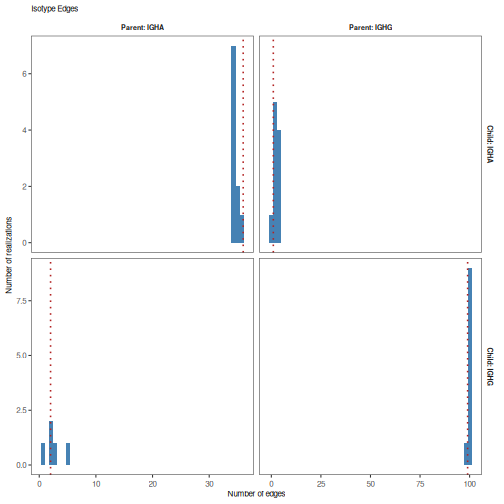 Isotype Edges
Parent: IGHA
Parent: IGHG
6
4
2
0
Child: IGHA
Number of realizations
7.5
5.0
2.5
0.0
Child: IGHG
0
10
20
30
0
25
50
75
100
Number of edges